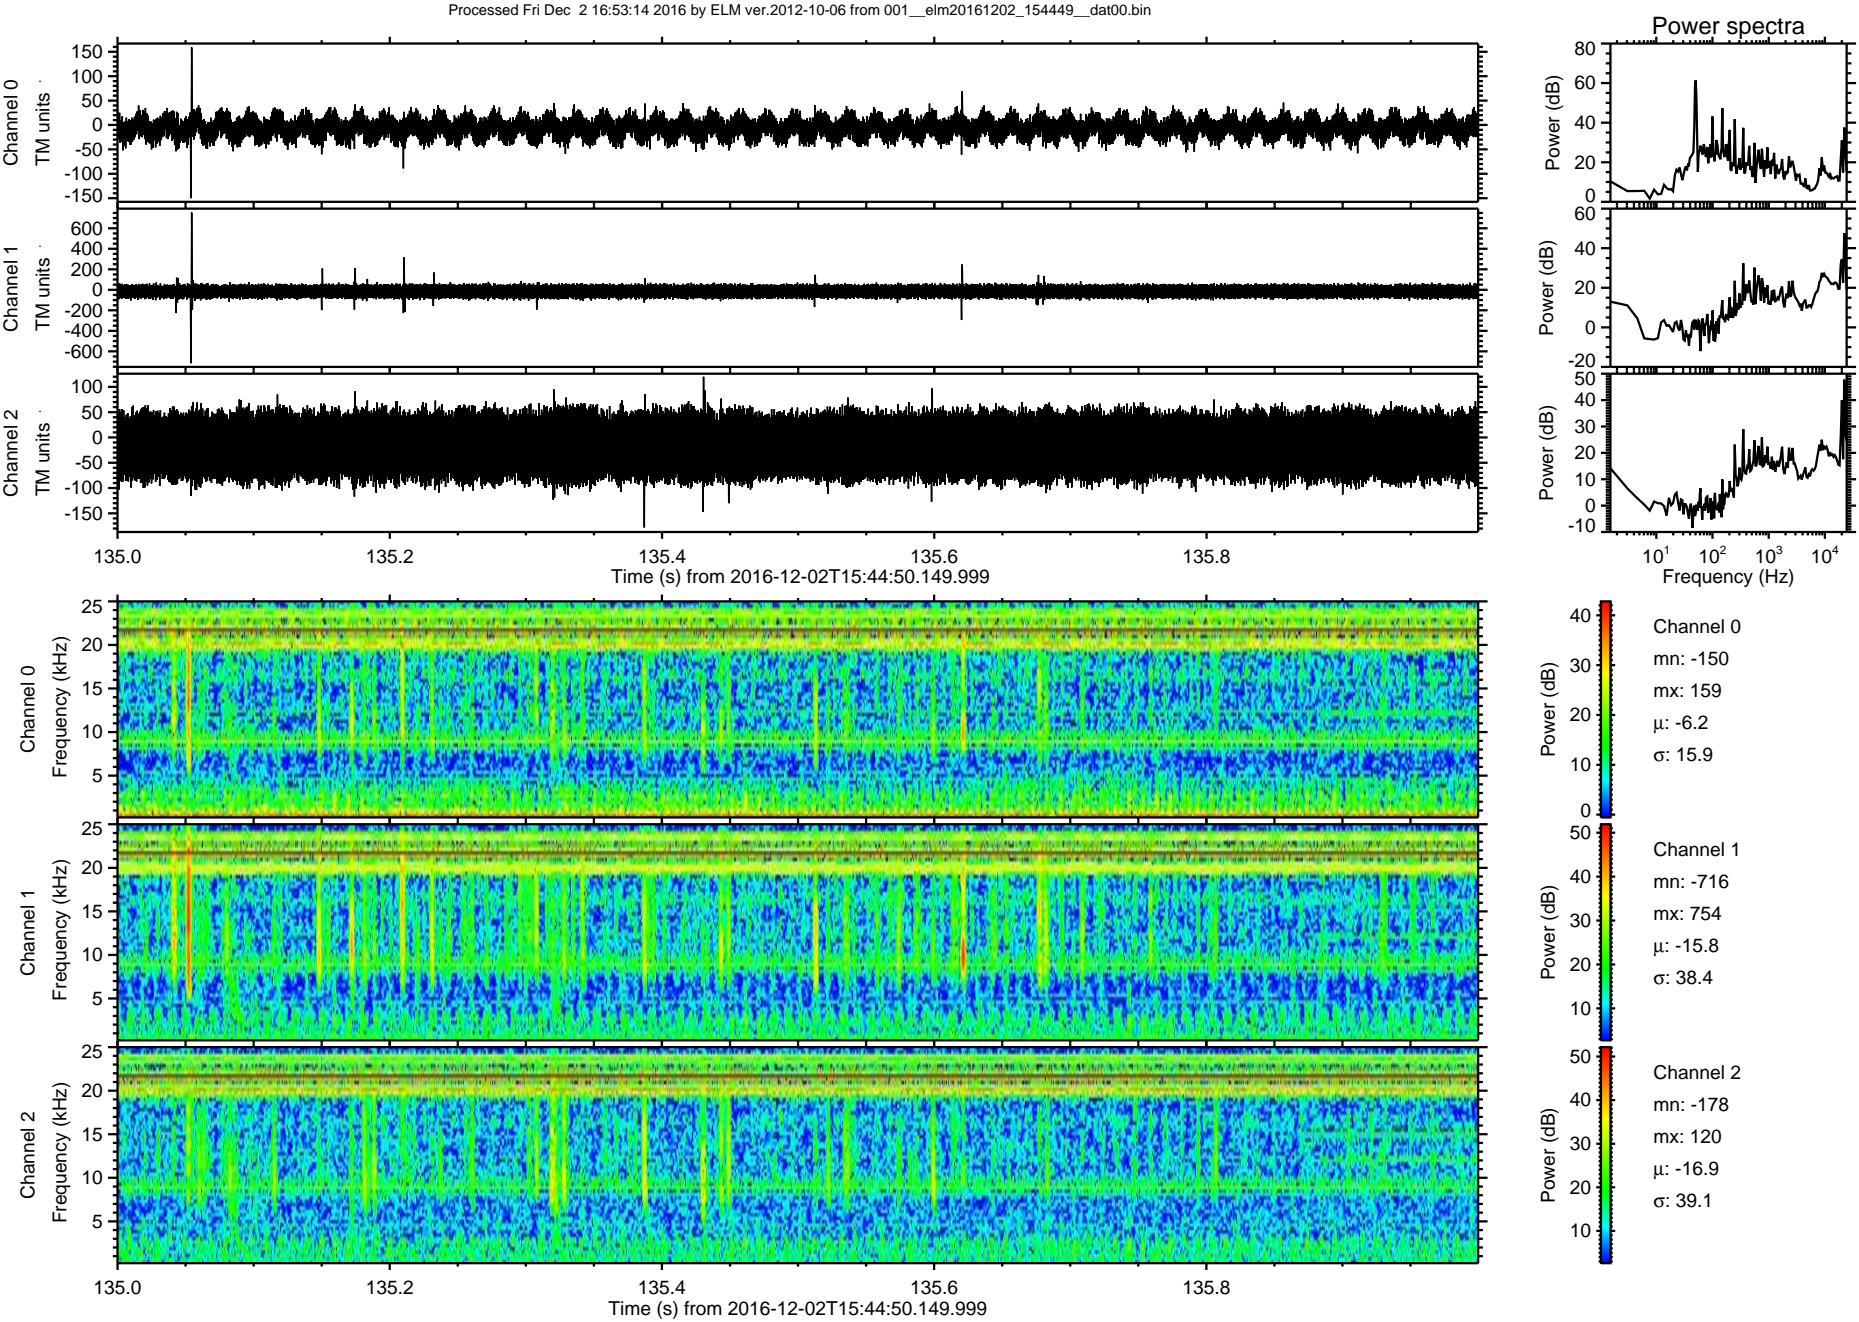 Processed Fri Dec  2 16:53:14 2016 by ELM ver.2012-10-06 from 001__elm20161202_154449__dat00.bin
Power spectra
Channel 0
TM units
150
100
50
0
-50
-100
-150
Power (dB)
80
60
40
20
0
Channel 1
TM units
600
400
200
0
-200
-400
-600
Power (dB)
60
40
20
0
-20
Channel 2
TM units
100
50
0
-50
-100
-150
Power (dB)
50
40
30
20
10
0
-10
135.0 135.2 135.4 135.6 135.8
Time (s) from 2016-12-02T15:44:50.149.999
10^1 10^2 10^3 10^4
Frequency (Hz)
Channel 0
Frequency (kHz)
25
20
15
10
5
Power (dB)
40
30
20
10
0
Channel 0
mn: -150
mx: 159
μ: -6.2
σ: 15.9
Channel 1
Frequency (kHz)
25
20
15
10
5
Power (dB)
50
40
30
20
10
Channel 1
mn: -716
mx: 754
μ: -15.8
σ: 38.4
Channel 2
Frequency (kHz)
25
20
15
10
5
Power (dB)
50
40
30
20
10
Channel 2
mn: -178
mx: 120
μ: -16.9
σ: 39.1
135.0 135.2 135.4 135.6 135.8
Time (s) from 2016-12-02T15:44:50.149.999